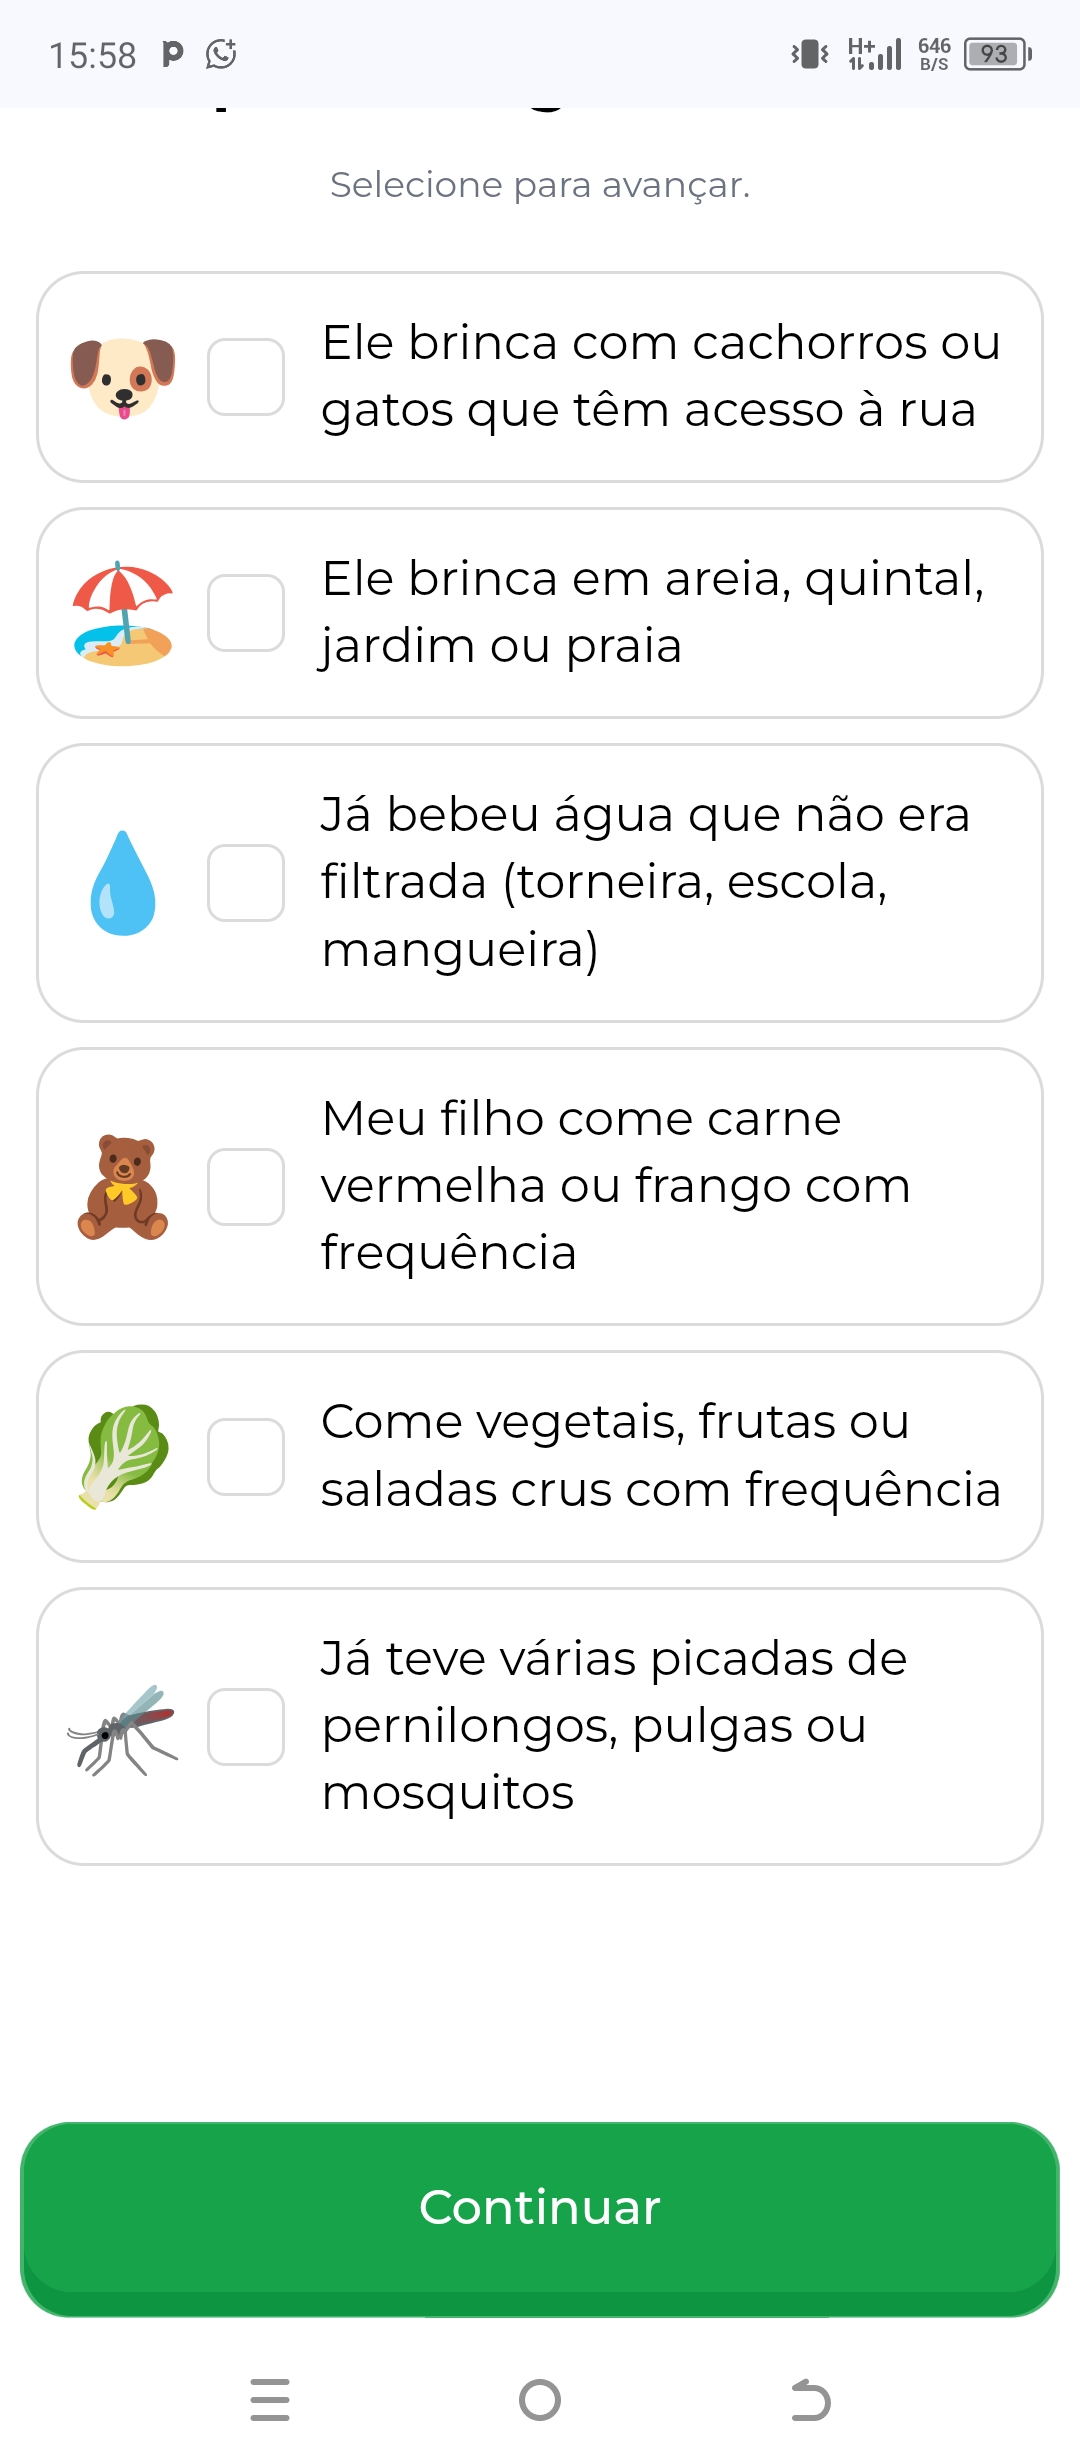 15:58
H+
646
B/S
93
Selecione para avançar.
Ele brinca com cachorros ou
gatos que têm acesso à rua
Ele brinca em areia, quintal,
jardim ou praia
Já bebeu água que não era
filtrada (torneira, escola,
mangueira)
Meu filho come carne
vermelha ou frango com
frequência
Come vegetais, frutas ou
saladas crus com frequência
Já teve várias picadas de
pernilongos, pulgas ou
mosquitos
Continuar